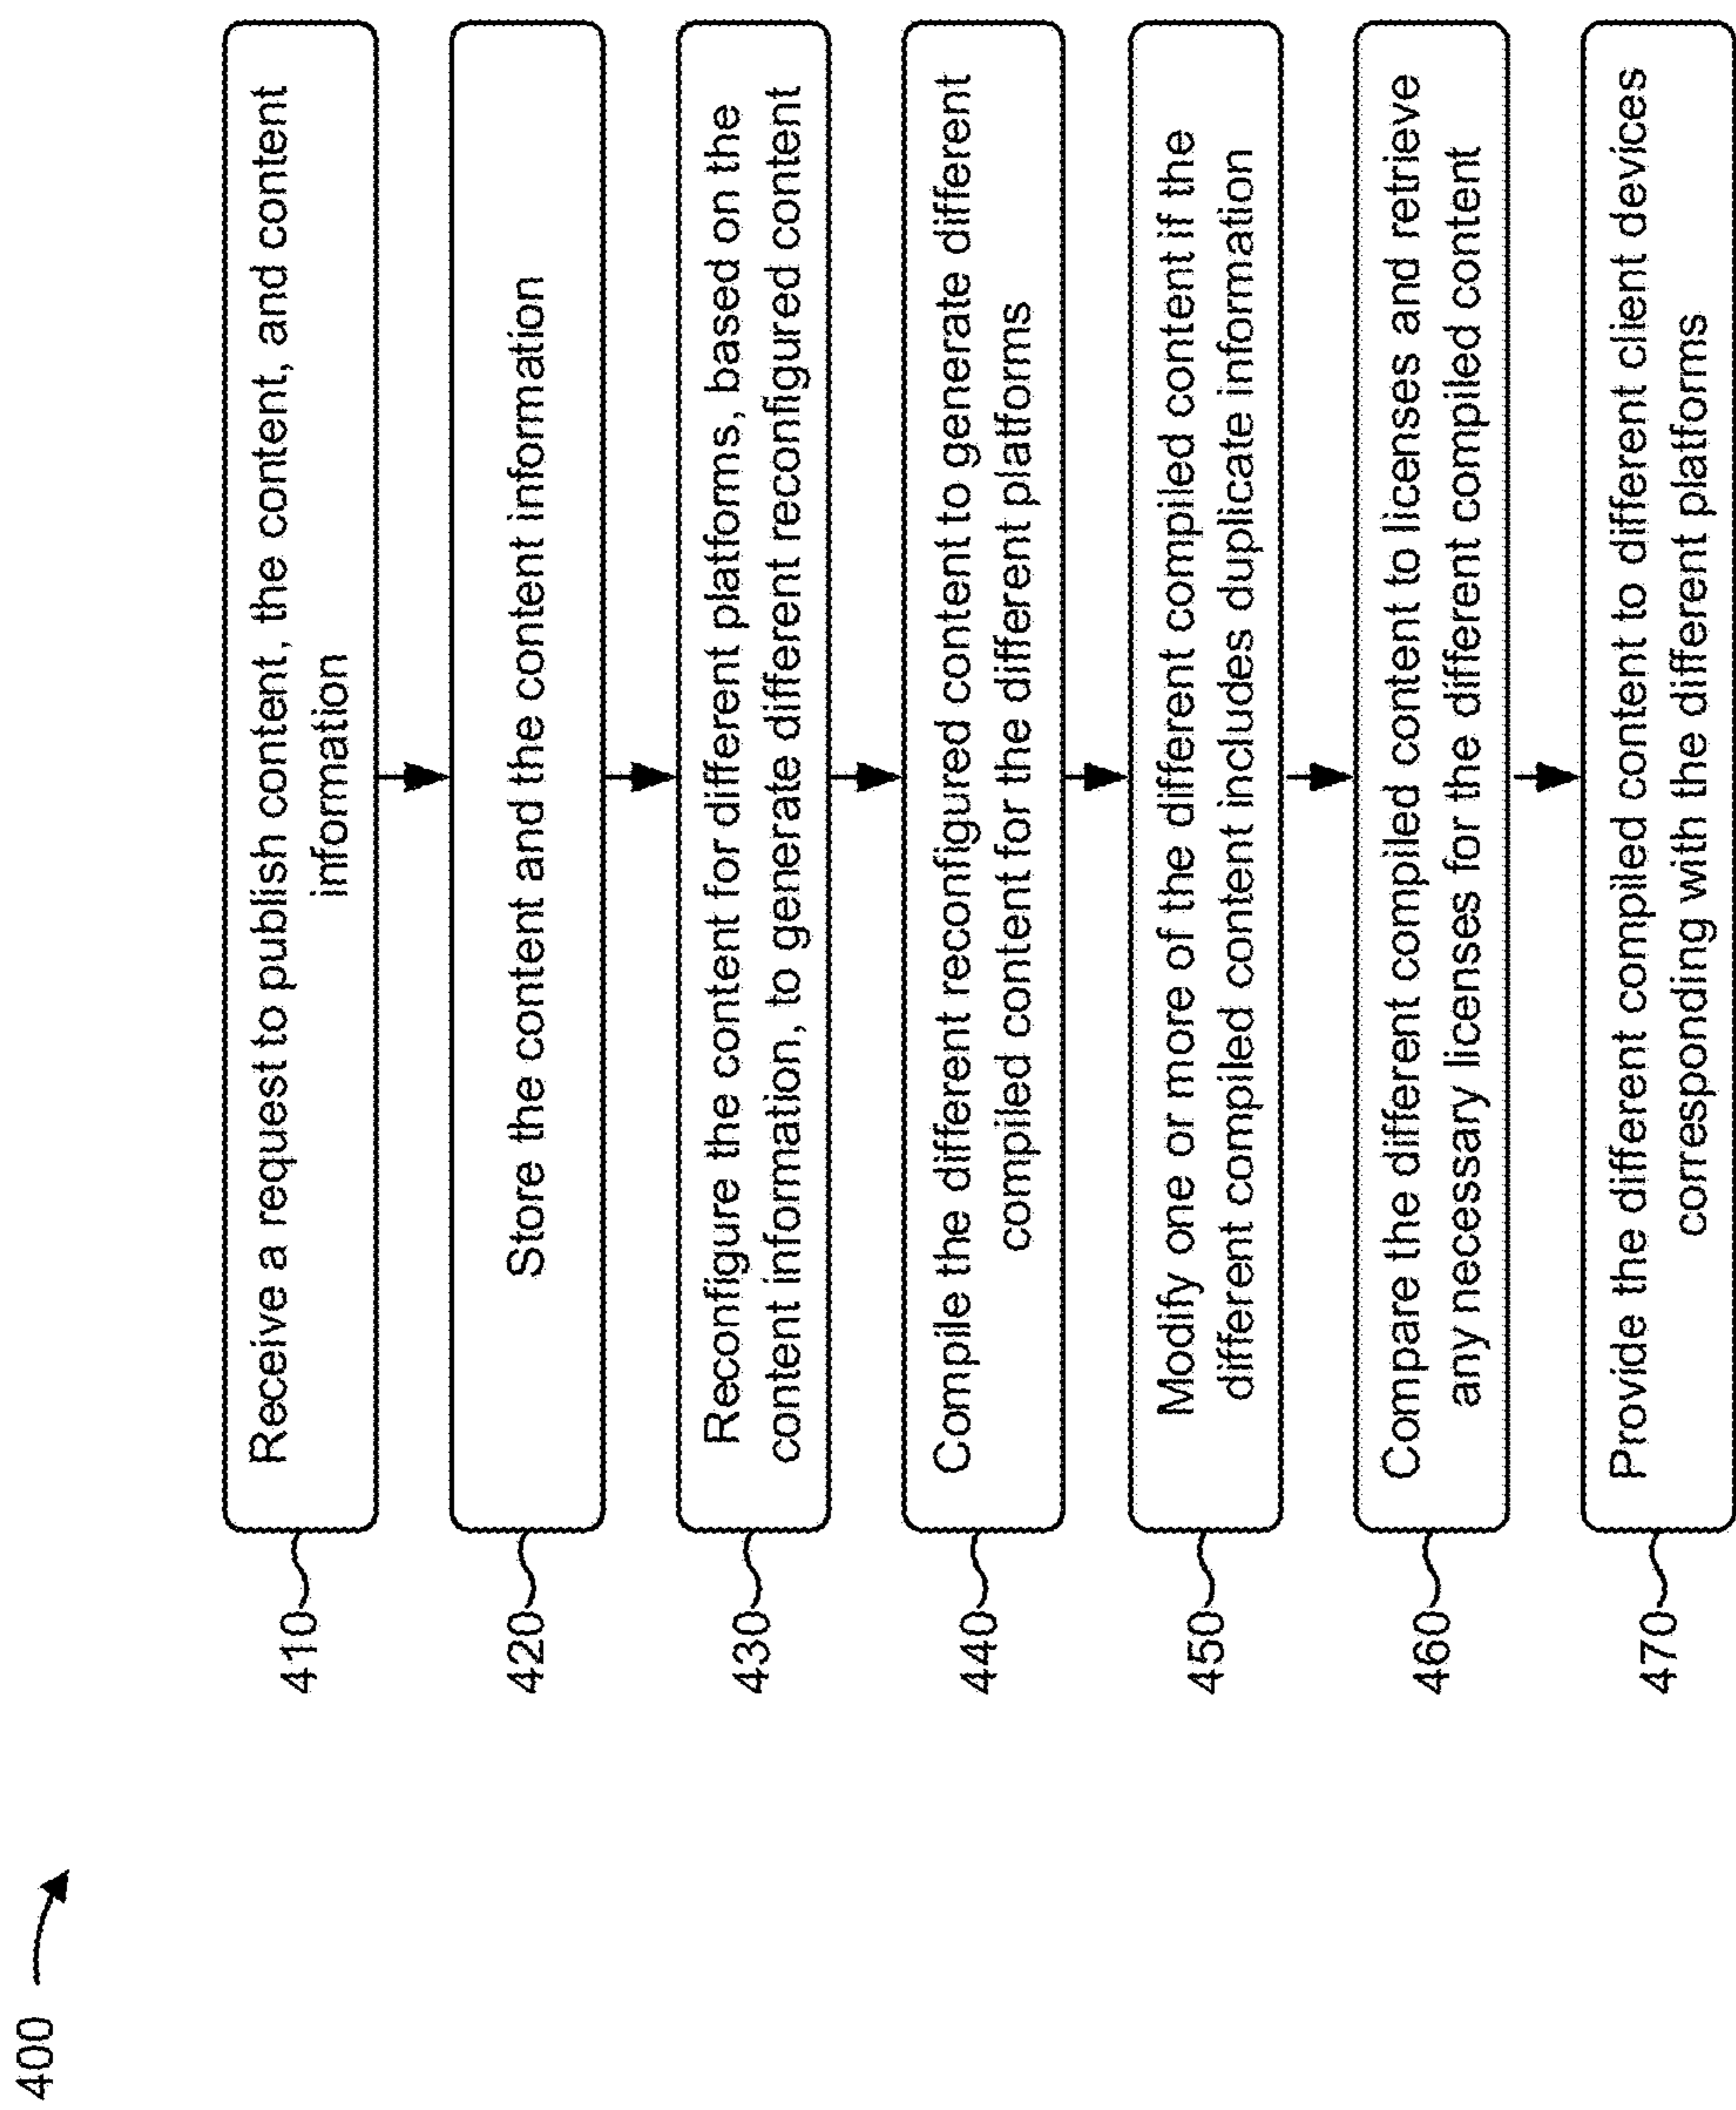 400
410
Receive a request to publish content, the content, and content
information
420
Store the content and the content information
430
Reconfigure the content for different platforms, based on the
content information, to generate different reconfigured content
440
Compile the different reconfigured content to generate different
compiled content for the different platforms
450
Modify one or more of the different compiled content if the
different compiled content includes duplicate information
460
Compare the different compiled content to licenses and retrieve
any necessary licenses for the different compiled content
470
Provide the different compiled content to different client devices
corresponding with the different platforms